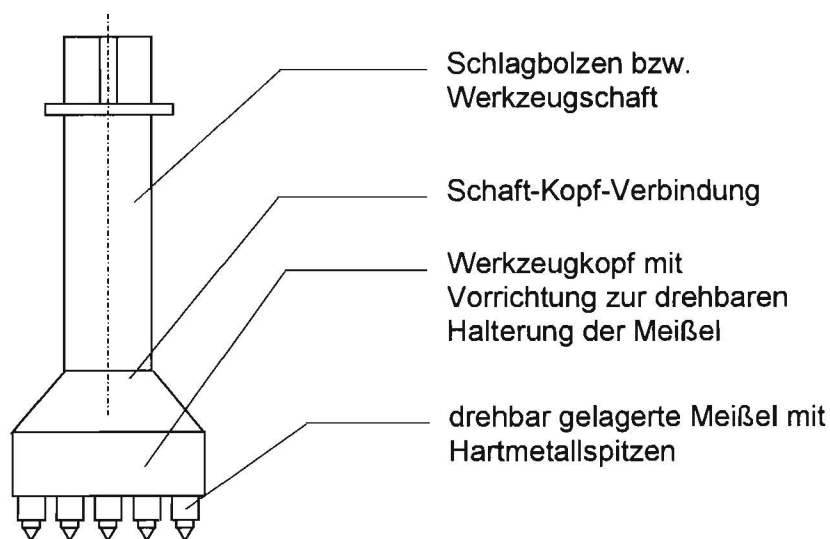 Schlagbolzen bzw.
Werkzeugschaft
Schaft-Kopf-Verbindung
Werkzeugkopf mit
Vorrichtung zur drehbaren
Halterung der Meißel
drehbar gelagerte Meißel mit
Hartmetallspitzen